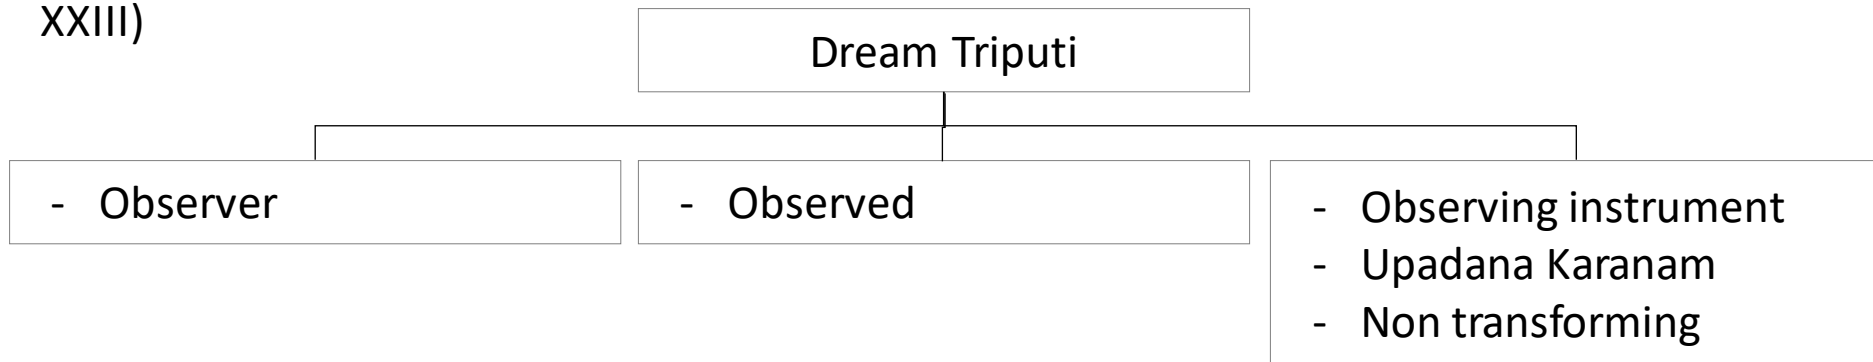 XXIII)
Dream Triputi
- Observer
- Observed
- Observing instrument
- Upadana Karanam
- Non transforming